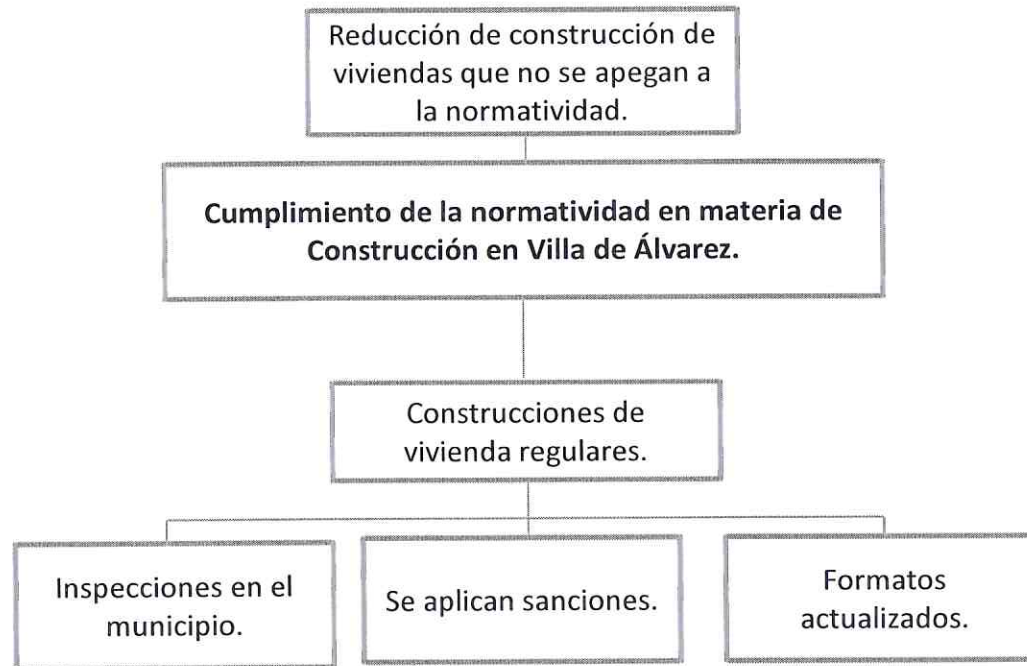 Reducción de construcción de
viviendas que no se apegan a
la normatividad.
Cumplimiento de la normatividad en materia de
Construcción en Villa de Álvarez.
Construcciones de
vivienda regulares.
Inspecciones en el
municipio.
Se aplican sanciones.
Formatos
actualizados.